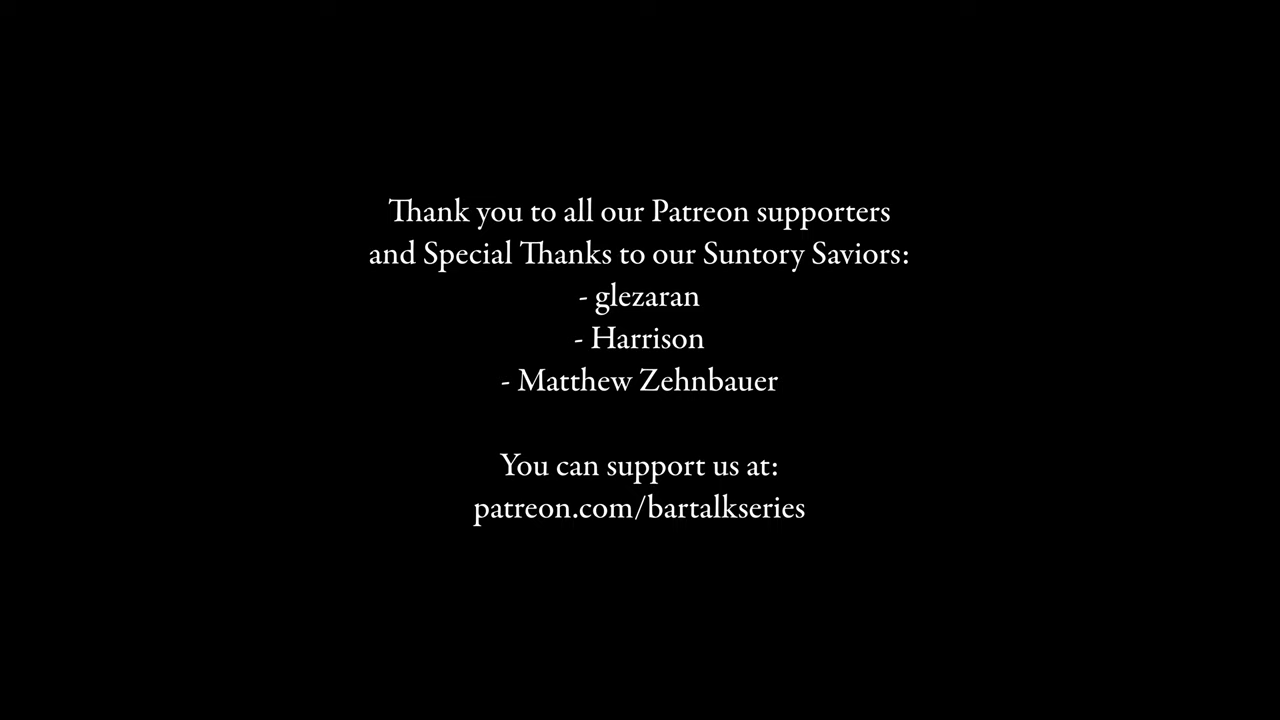 Thank you to all our Patreon supporters
and Special Thanks to our Suntory Saviors:
- glezaran
- Harrison
- Matthew Zehnbauer
You can support us at:
patreon.com/bartalkseries